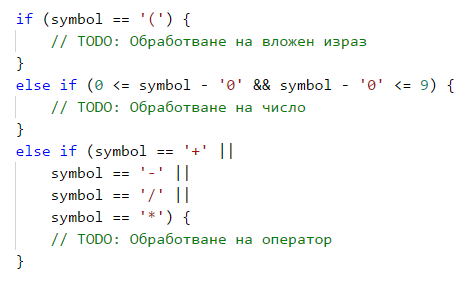 if (symbol == '(') {
    // TODO: Обработване на вложен израз
}
else if (0 <= symbol - '0' && symbol - '0' <= 9) {
    // TODO: Обработване на число
}
else if (symbol == '+' ||
    symbol == '-' ||
    symbol == '/' ||
    symbol == '*') {
    // TODO: Обработване на оператор
}